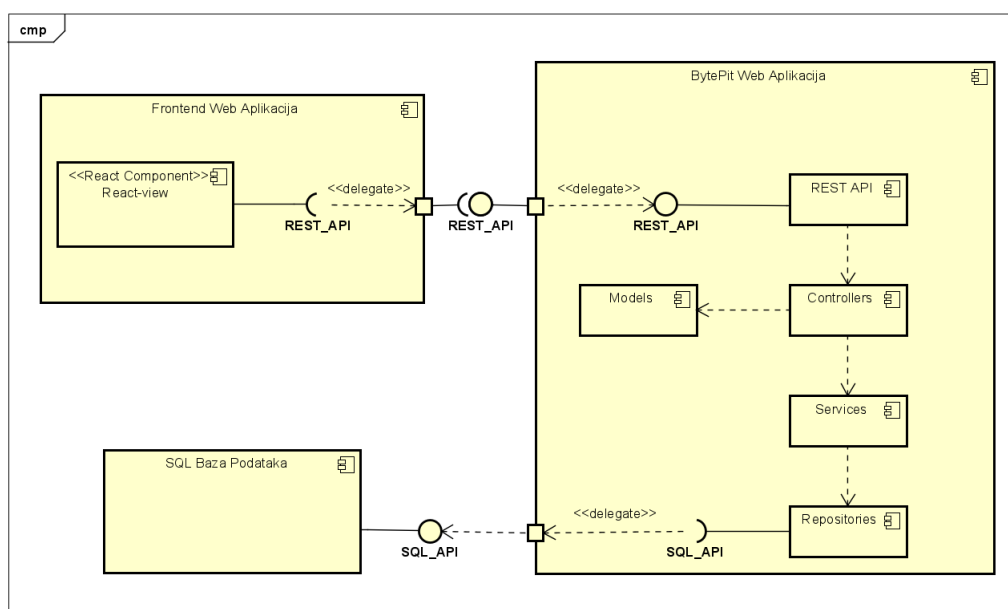 cmp
BytePit Web Aplikacija
Frontend Web Aplikacija
<<React Component>>
React-view
<<delegate>>
REST_API
REST_API
<<delegate>>
REST_API
REST API
Models
Controllers
Services
SQL Baza Podataka
SQL_API
<<delegate>>
SQL_API
Repositories